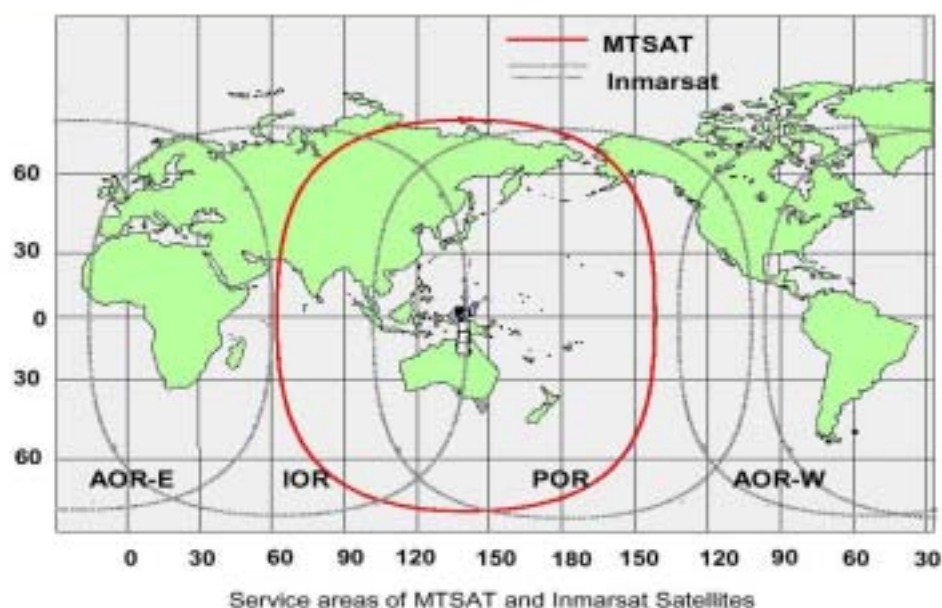 MTSAT
Inmarsat
60
30
0
30
60
AOR-E IOR POR AOR-W
0 30 60 90 120 150 180 150 120 90 60 30
Service areas of MTSAT and Inmarsat Satellites